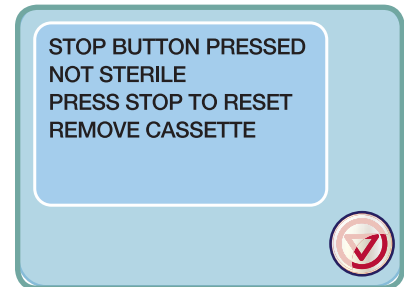 STOP BUTTON PRESSED
NOT STERILE
PRESS STOP TO RESET
REMOVE CASSETTE